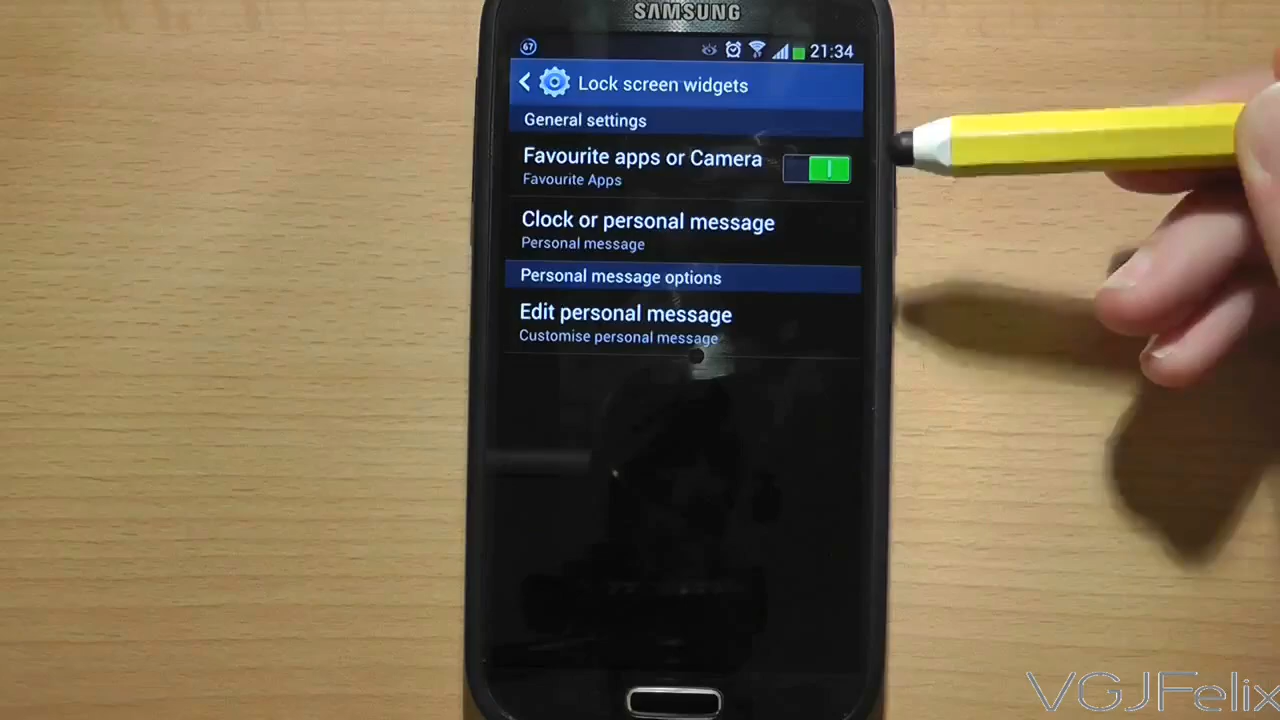 SAMSUNG
67
21:34
Lock screen widgets
General settings
Favourite apps or Camera
Favourite Apps
Clock or personal message
Personal message
Personal message options
Edit personal message
Customise personal message
VGJFelix